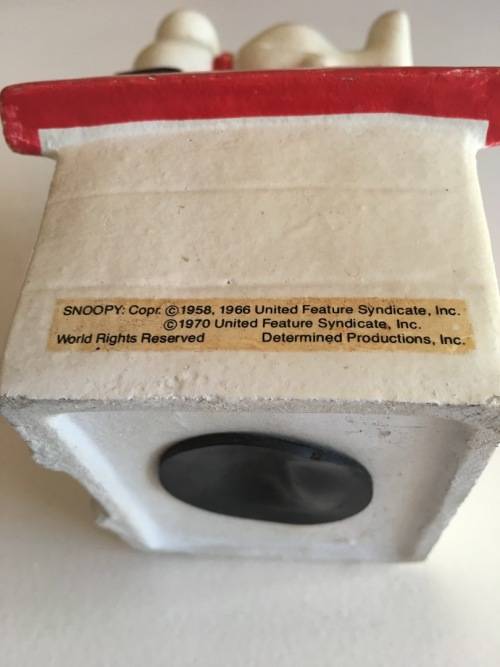 SNOOPY: Copr. ©1958, 1966 United Feature Syndicate, Inc.
©1970 United Feature Syndicate, Inc.
World Rights Reserved Determined Productions, Inc.